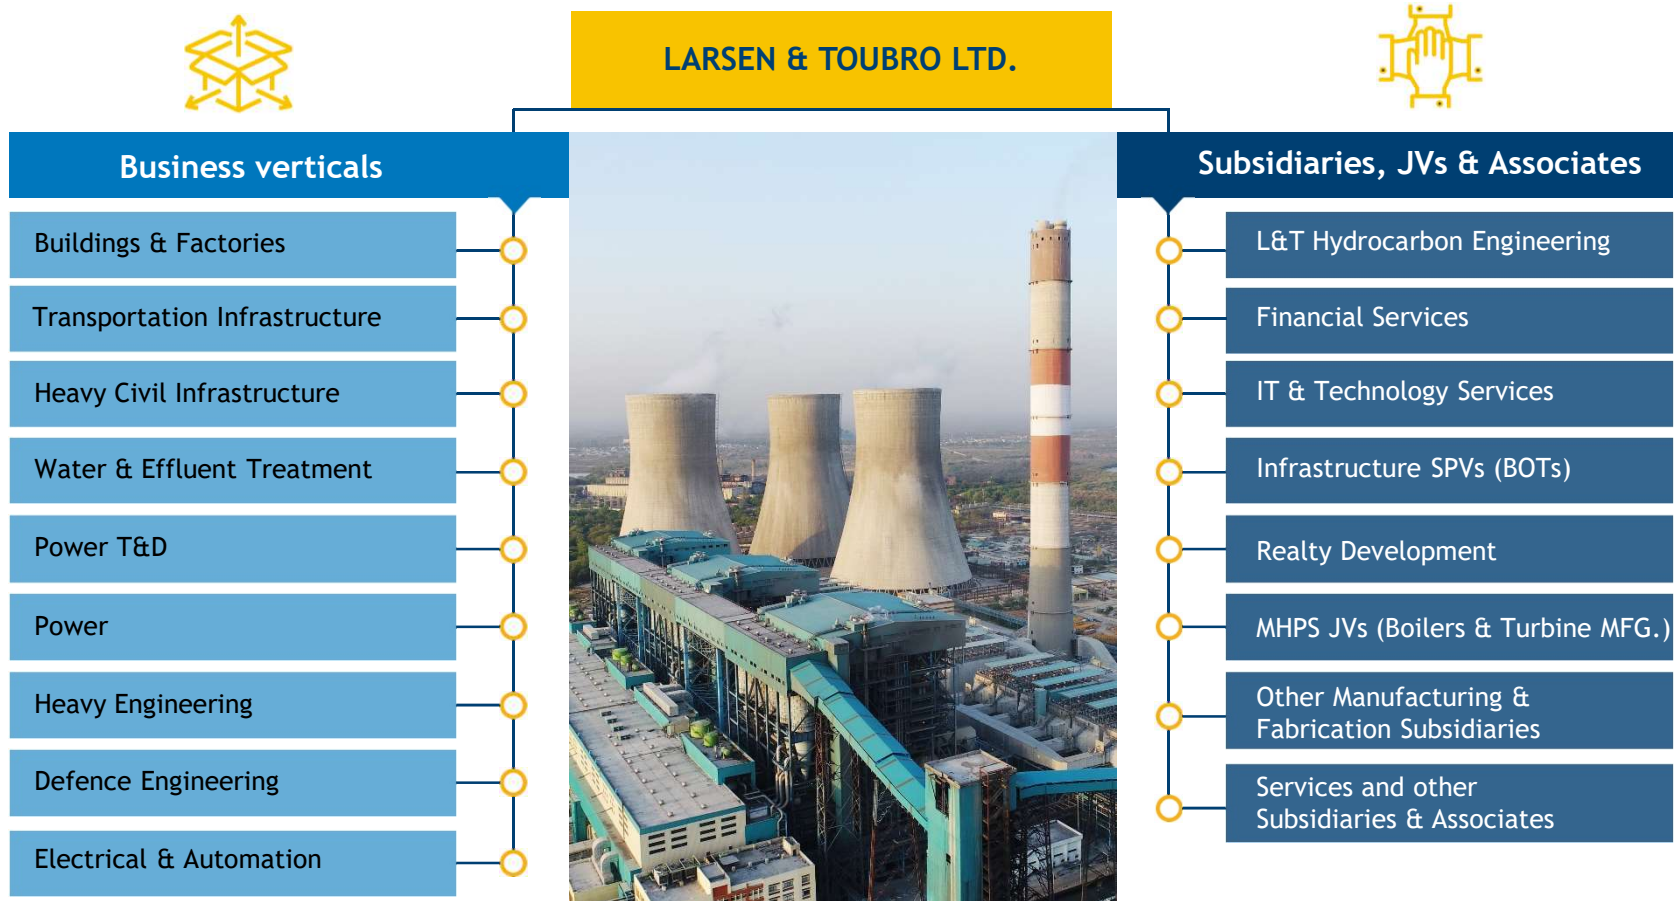 LARSEN & TOUBRO LTD.
Business verticals
Buildings & Factories
Transportation Infrastructure
Heavy Civil Infrastructure
Water & Effluent Treatment
Power T&D
Power
Heavy Engineering
Defence Engineering
Electrical & Automation
Subsidiaries, JVs & Associates
L&T Hydrocarbon Engineering
Financial Services
IT & Technology Services
Infrastructure SPVs (BOTs)
Realty Development
MHPS JVs (Boilers & Turbine MFG.)
Other Manufacturing &
Fabrication Subsidiaries
Services and other
Subsidiaries & Associates